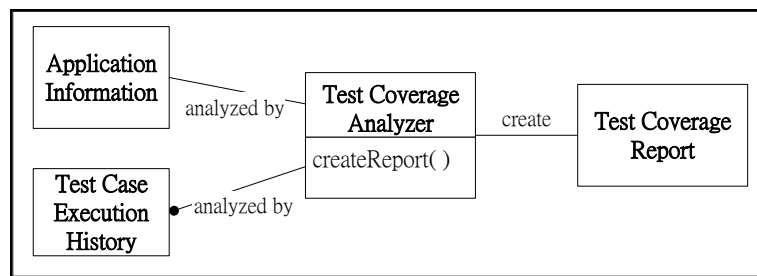 Application
Information
analyzed by
Test Coverage
Analyzer
createReport( )
create
Test Coverage
Report
Test Case
Execution
History
analyzed by